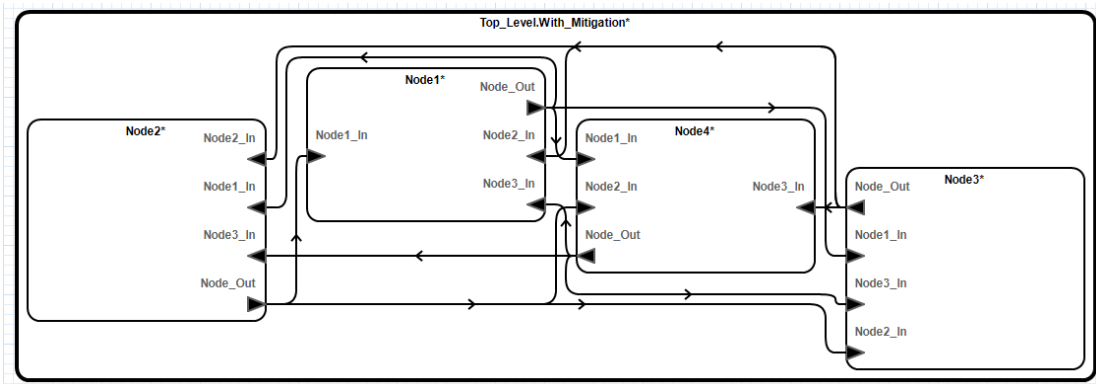 Top_Level.With_Mitigation*
Node1*
Node_Out
Node1_In
Node2_In
Node3_In
Node2*
Node2_In
Node1_In
Node3_In
Node_Out
Node4*
Node1_In
Node2_In
Node3_In
Node_Out
Node3*
Node_Out
Node1_In
Node3_In
Node2_In